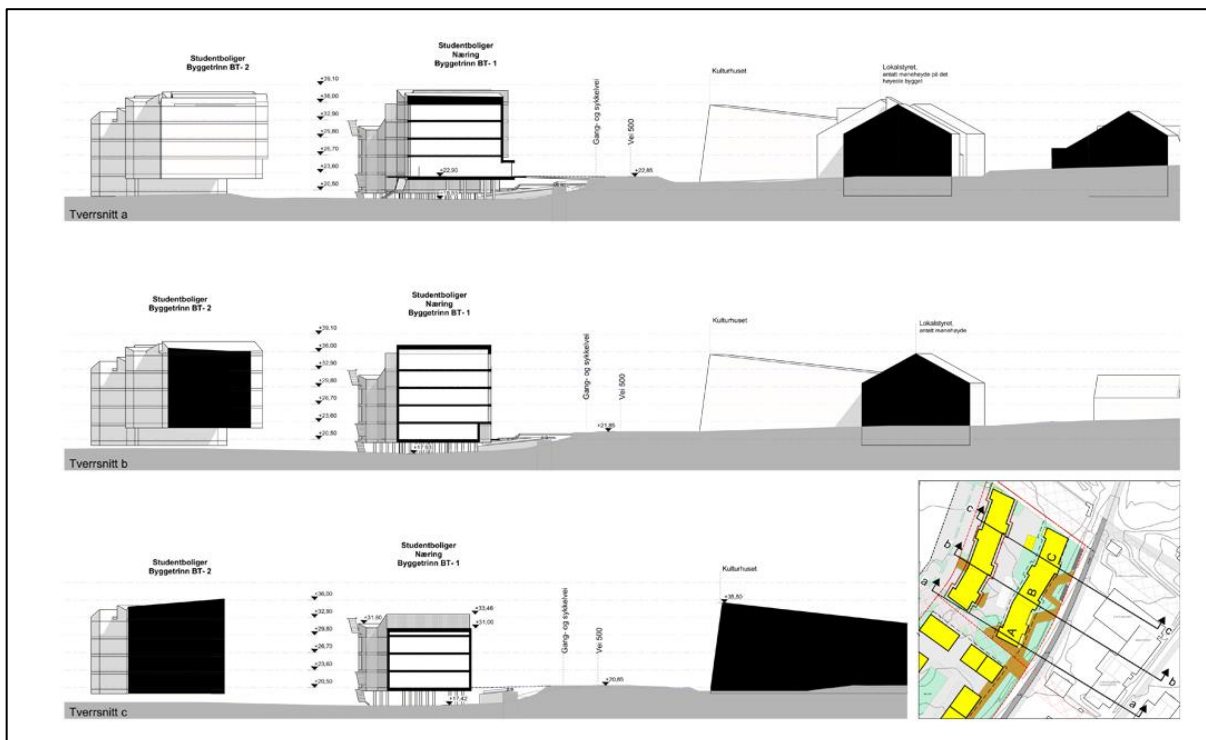 Studentboliger
Byggetrinn BT- 2
Studentboliger
Næring
Byggetrinn BT- 1
+39,10
+36,00
+32,90
+29,80
+26,70
+23,60
+20,50
+22,90
Gang- og sykkelvei
Vei 500
+22,85
Kulturhuset
Lokalstyret,
antatt mønehøyde på det
høyeste bygget
Tverrsnitt a
Studentboliger
Byggetrinn BT- 2
Studentboliger
Næring
Byggetrinn BT- 1
+39,10
+36,00
+32,90
+29,80
+26,70
+23,60
+20,50
Gang- og sykkelvei
Vei 500
+21,85
Kulturhuset
Lokalstyret,
antatt mønehøyde
Tverrsnitt b
Studentboliger
Byggetrinn BT- 2
Studentboliger
Næring
Byggetrinn BT- 1
+36,00
+32,90
+29,80
+26,70
+23,60
+20,50
+31,50
+33,46
+31,00
+17,42
Gang- og sykkelvei
Vei 500
+20,85
Kulturhuset
+35,50
Tverrsnitt c
c
b
a
A
B
C
c
b
a